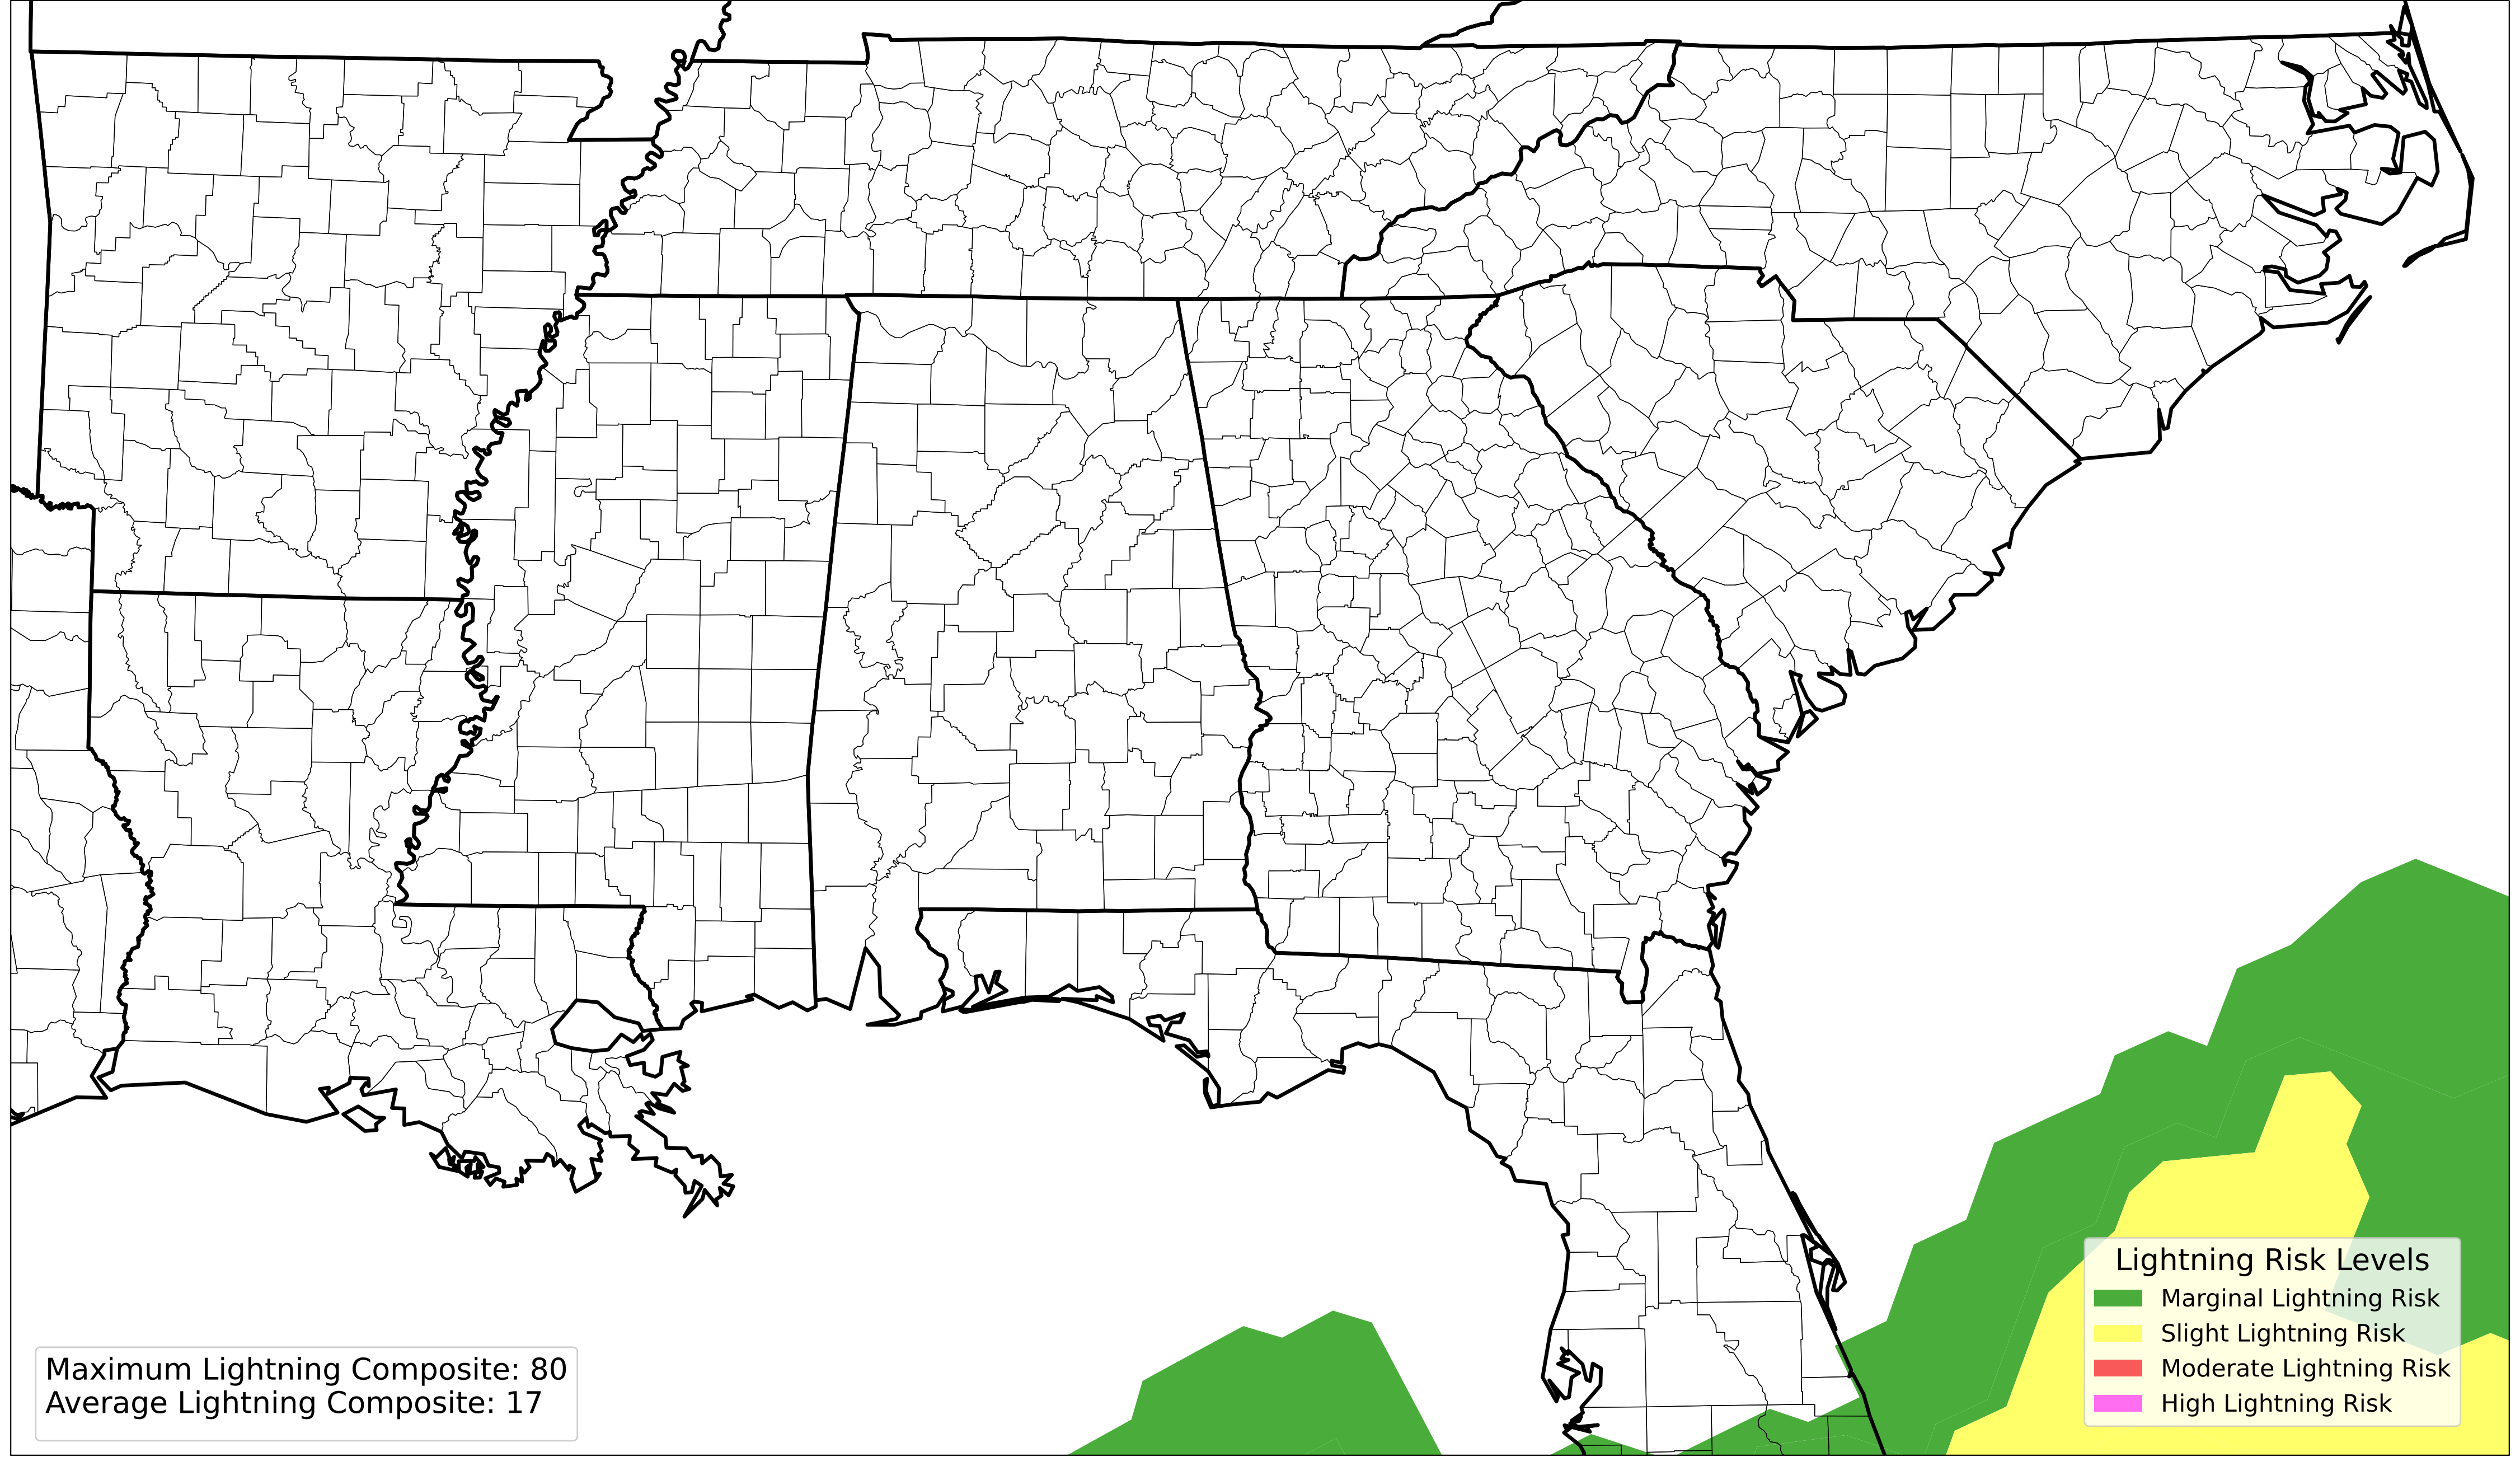 Lightning Risk Levels
Marginal Lightning Risk
Slight Lightning Risk
Moderate Lightning Risk
High Lightning Risk
Maximum Lightning Composite: 80
Average Lightning Composite: 17